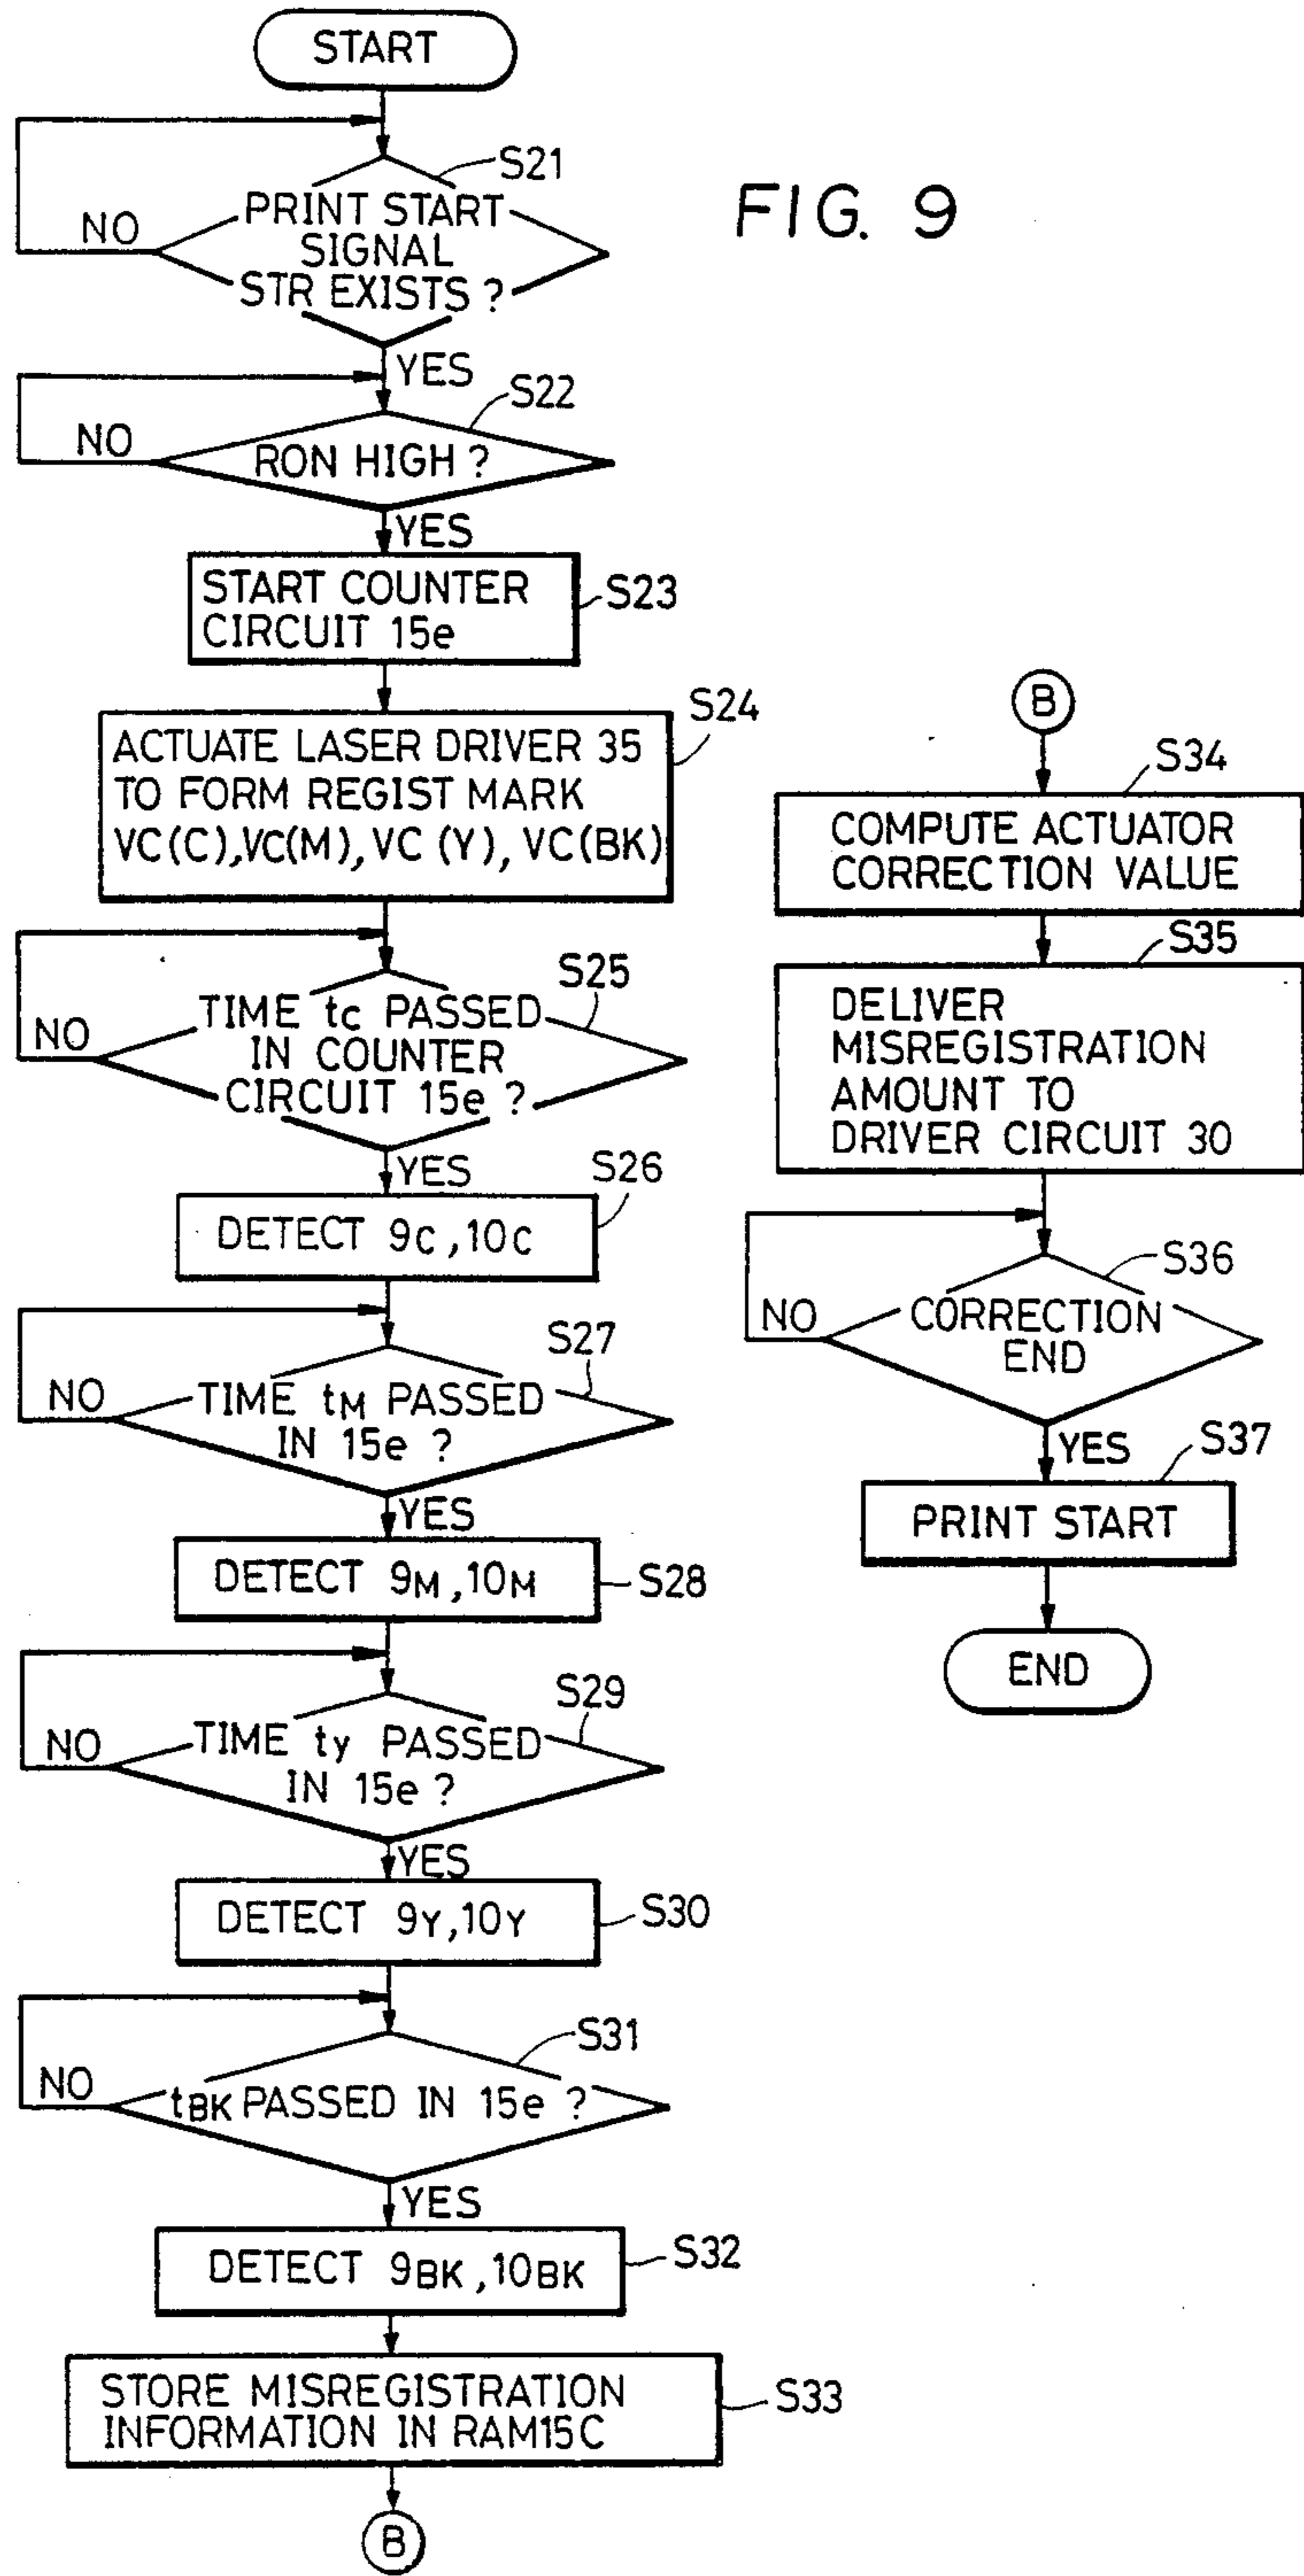 START
FIG. 9
S21
PRINT START
SIGNAL
STR EXISTS ?
NO
YES
S22
RON HIGH ?
NO
YES
START COUNTER
CIRCUIT 15e
S23
S24
ACTUATE LASER DRIVER 35
TO FORM REGIST MARK
VC(C),VC(M), VC (Y), VC(BK)
S25
TIME tC PASSED
IN COUNTER
CIRCUIT 15e ?
NO
YES
S26
DETECT 9C ,10C
S27
TIME tM PASSED
IN 15e ?
NO
YES
DETECT 9M ,10M
S28
S29
TIME ty PASSED
IN 15e ?
NO
YES
DETECT 9Y,10Y
S30
S31
tBK PASSED IN 15e ?
NO
YES
DETECT 9BK ,10BK
S32
STORE MISREGISTRATION
INFORMATION IN RAM15C
S33
B
B
S34
COMPUTE ACTUATOR
CORRECTION VALUE
S35
DELIVER
MISREGISTRATION
AMOUNT TO
DRIVER CIRCUIT 30
S36
CORRECTION
END
NO
YES
S37
PRINT START
END